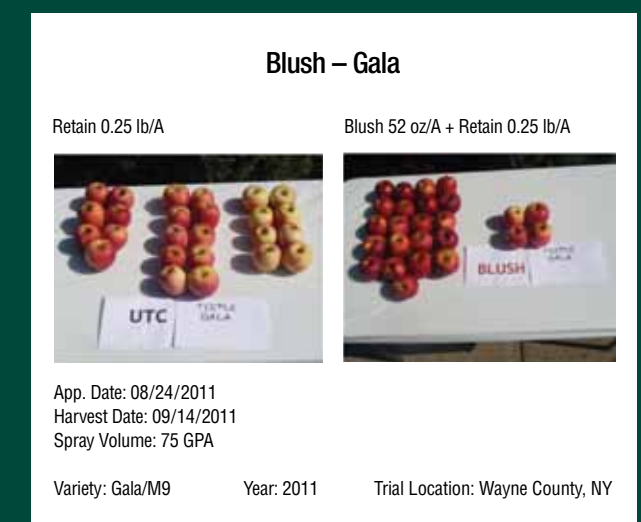 Blush – Gala
Retain 0.25 lb/A
Blush 52 oz/A + Retain 0.25 lb/A
UTC
GALA
BLUSH
GALA
App. Date: 08/24/2011
Harvest Date: 09/14/2011
Spray Volume: 75 GPA
Variety: Gala/M9 Year: 2011 Trial Location: Wayne County, NY